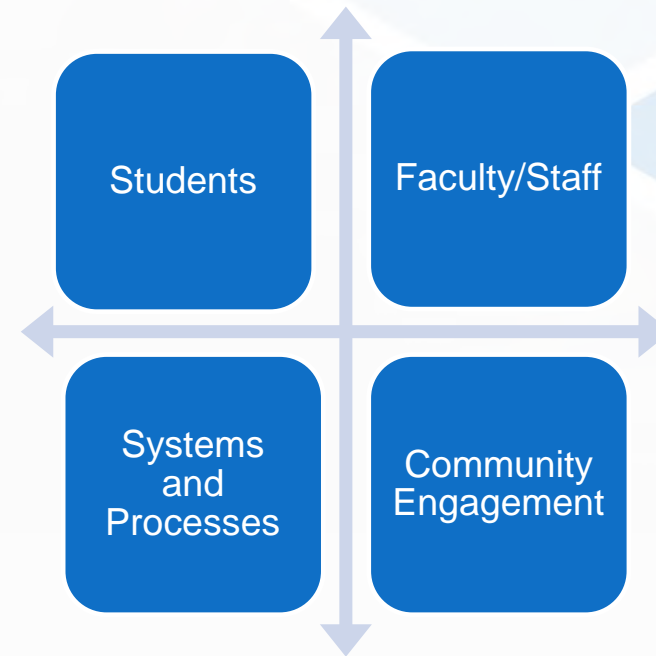 Students
Faculty/Staff
Systems
and
Processes
Community
Engagement